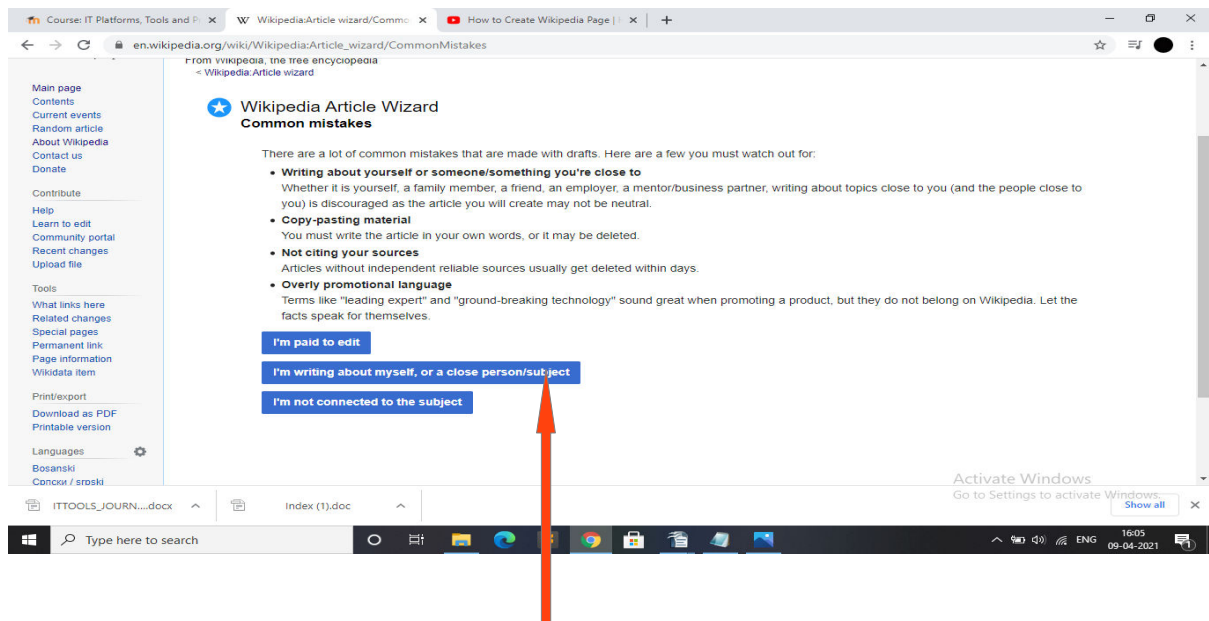 Course: IT Platforms, Tools and P
Wikipedia:Article wizard/Commo
How to Create Wikipedia Page |
en.wikipedia.org/wiki/Wikipedia:Article_wizard/CommonMistakes
From Wikipedia, the free encyclopedia
< Wikipedia:Article wizard
Main page
Contents
Current events
Random article
About Wikipedia
Contact us
Donate
Contribute
Help
Learn to edit
Community portal
Recent changes
Upload file
Tools
What links here
Related changes
Special pages
Permanent link
Page information
Wikidata item
Print/export
Download as PDF
Printable version
Languages
Bosanski
Српски / srpski
Wikipedia Article Wizard
Common mistakes
There are a lot of common mistakes that are made with drafts. Here are a few you must watch out for:
• Writing about yourself or someone/something you're close to
Whether it is yourself, a family member, a friend, an employer, a mentor/business partner, writing about topics close to you (and the people close to
you) is discouraged as the article you will create may not be neutral.
• Copy-pasting material
You must write the article in your own words, or it may be deleted.
• Not citing your sources
Articles without independent reliable sources usually get deleted within days.
• Overly promotional language
Terms like "leading expert" and "ground-breaking technology" sound great when promoting a product, but they do not belong on Wikipedia. Let the
facts speak for themselves.
I'm paid to edit
I'm writing about myself, or a close person/subject
I'm not connected to the subject
Activate Windows
Go to Settings to activate Windows.
ITTOOLS_JOURN....docx
Index (1).doc
Show all
Type here to search
ENG
16:05
09-04-2021